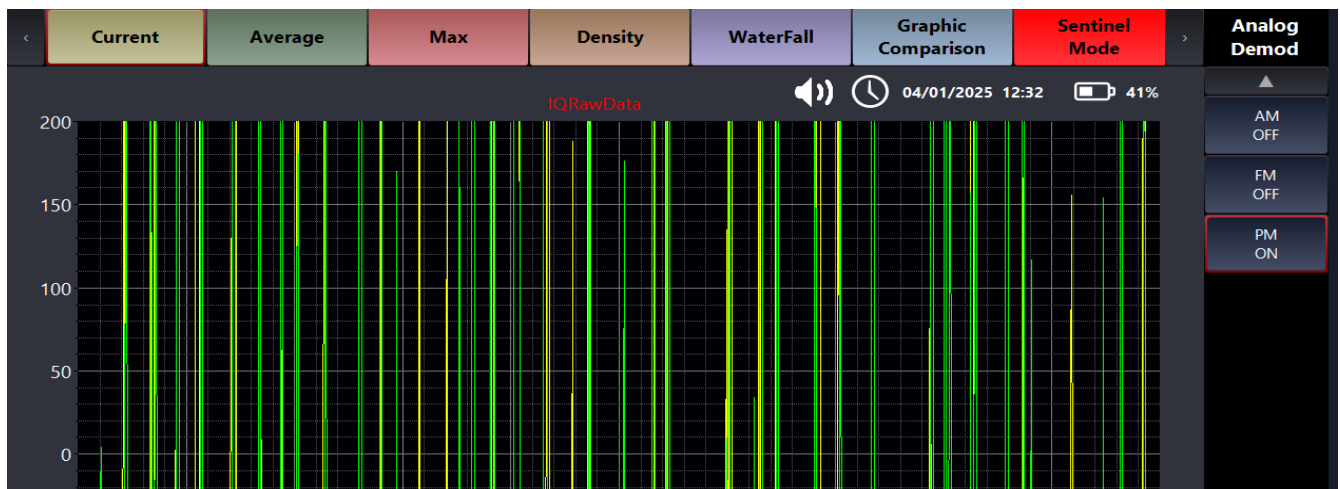 ‹
Current
Average
Max
Density
WaterFall
Graphic
Comparison
Sentinel
Mode
›
Analog
Demod
04/01/2025 12:32
41%
IQRawData
AM
OFF
FM
OFF
PM
ON
200
150
100
50
0